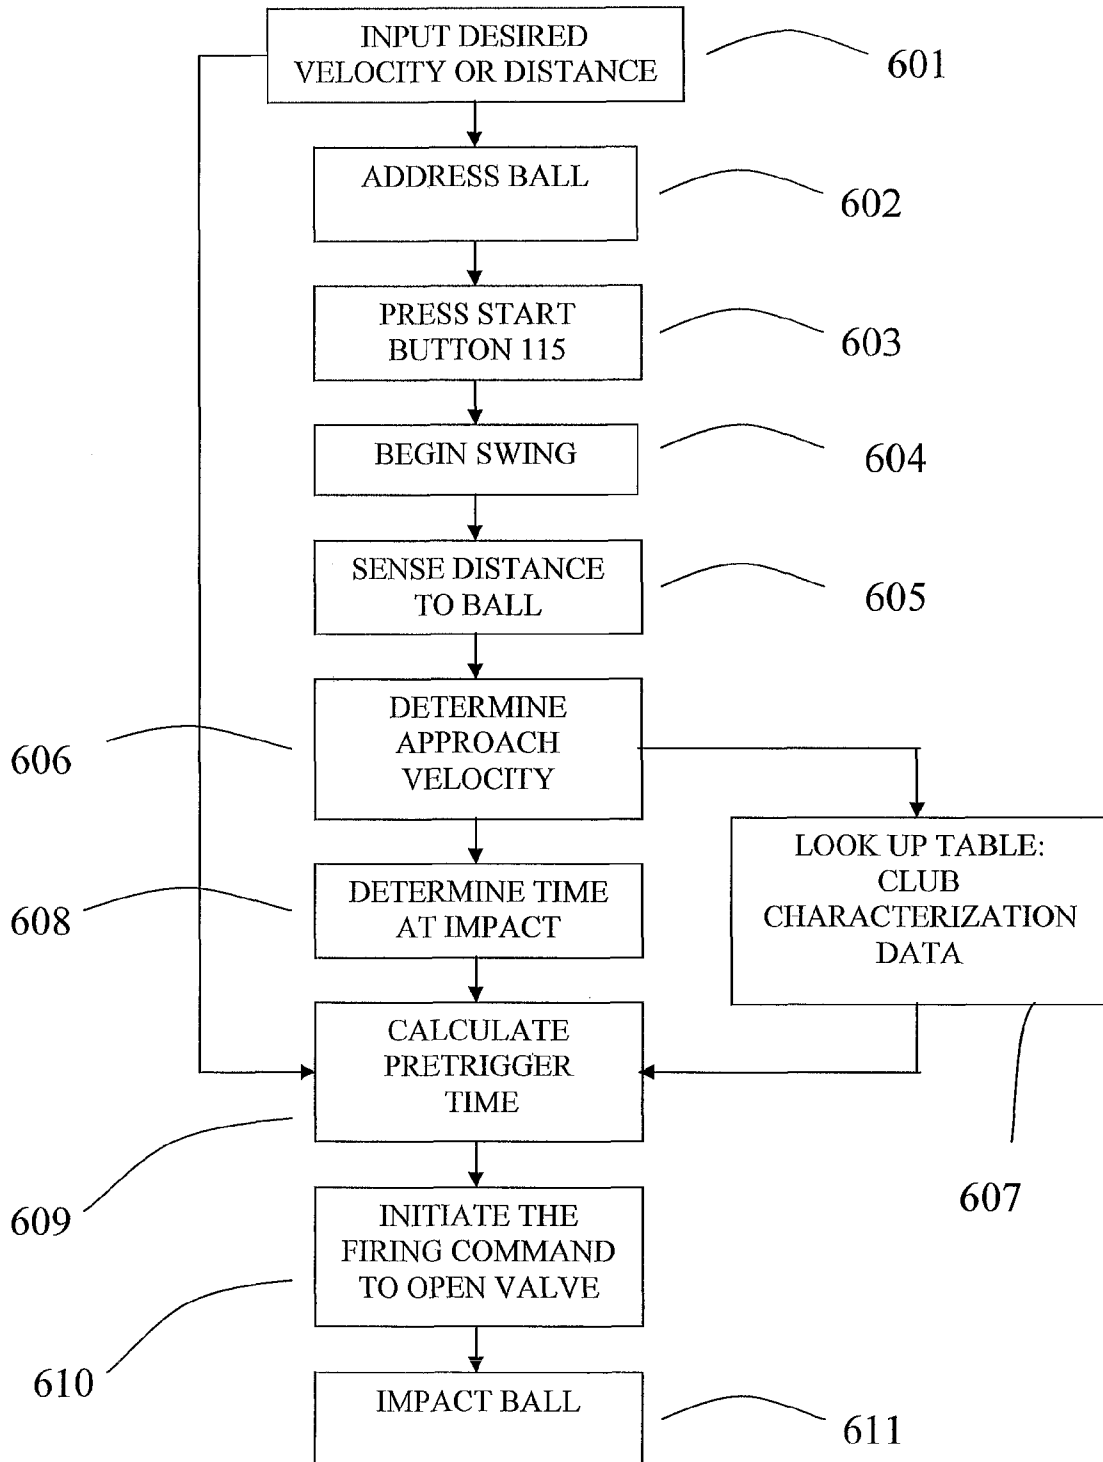 INPUT DESIRED
VELOCITY OR DISTANCE
601
ADDRESS BALL
602
PRESS START
BUTTON 115
603
BEGIN SWING
604
SENSE DISTANCE
TO BALL
605
DETERMINE
APPROACH
VELOCITY
606
LOOK UP TABLE:
CLUB
CHARACTERIZATION
DATA
607
DETERMINE TIME
AT IMPACT
608
CALCULATE
PRETRIGGER
TIME
609
INITIATE THE
FIRING COMMAND
TO OPEN VALVE
610
IMPACT BALL
611